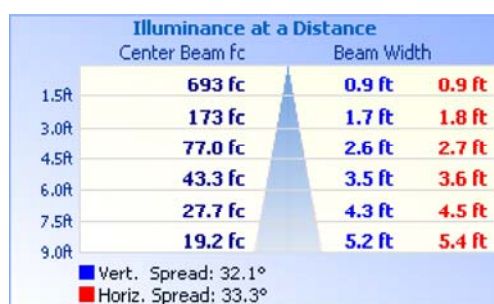 Illuminance at a Distance
Center Beam fc Beam Width
1.5ft 693 fc 0.9 ft 0.9 ft
3.0ft 173 fc 1.7 ft 1.8 ft
4.5ft 77.0 fc 2.6 ft 2.7 ft
6.0ft 43.3 fc 3.5 ft 3.6 ft
7.5ft 27.7 fc 4.3 ft 4.5 ft
9.0ft 19.2 fc 5.2 ft 5.4 ft
Vert. Spread: 32.1°
Horiz. Spread: 33.3°